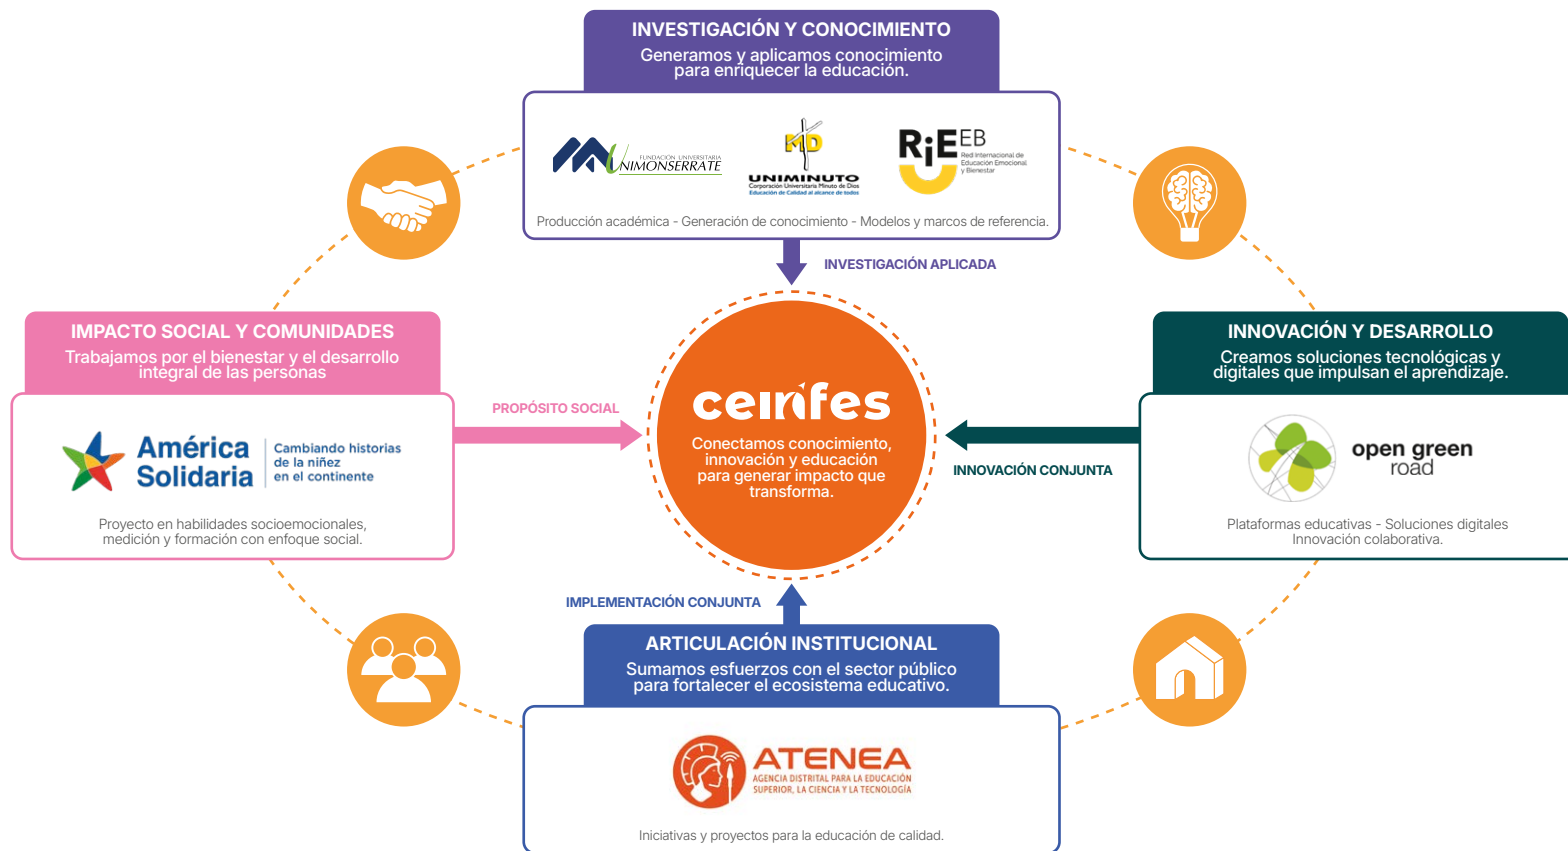 INVESTIGACIÓN Y CONOCIMIENTO
Generamos y aplicamos conocimiento
para enriquecer la educación.
FUNDACIÓN UNIVERSITARIA
UNIMONSERRATE
MD
UNIMINUTO
Corporación Universitaria Minuto de Dios
Educación de Calidad al alcance de todos
RiEEB
Red Internacional de
Educación Emocional
y Bienestar
Producción académica - Generación de conocimiento - Modelos y marcos de referencia.
INVESTIGACIÓN APLICADA
IMPACTO SOCIAL Y COMUNIDADES
Trabajamos por el bienestar y el desarrollo
integral de las personas
América
Solidaria
Cambiando historias
de la niñez
en el continente
Proyecto en habilidades socioemocionales,
medición y formación con enfoque social.
PROPÓSITO SOCIAL
ceinfes
Conectamos conocimiento,
innovación y educación
para generar impacto que
transforma.
INNOVACIÓN Y DESARROLLO
Creamos soluciones tecnológicas y
digitales que impulsan el aprendizaje.
open green
road
Plataformas educativas - Soluciones digitales
Innovación colaborativa.
INNOVACIÓN CONJUNTA
IMPLEMENTACIÓN CONJUNTA
ARTICULACIÓN INSTITUCIONAL
Sumamos esfuerzos con el sector público
para fortalecer el ecosistema educativo.
ATENEA
AGENCIA DISTRITAL PARA LA EDUCACIÓN
SUPERIOR, LA CIENCIA Y LA TECNOLOGÍA
Iniciativas y proyectos para la educación de calidad.